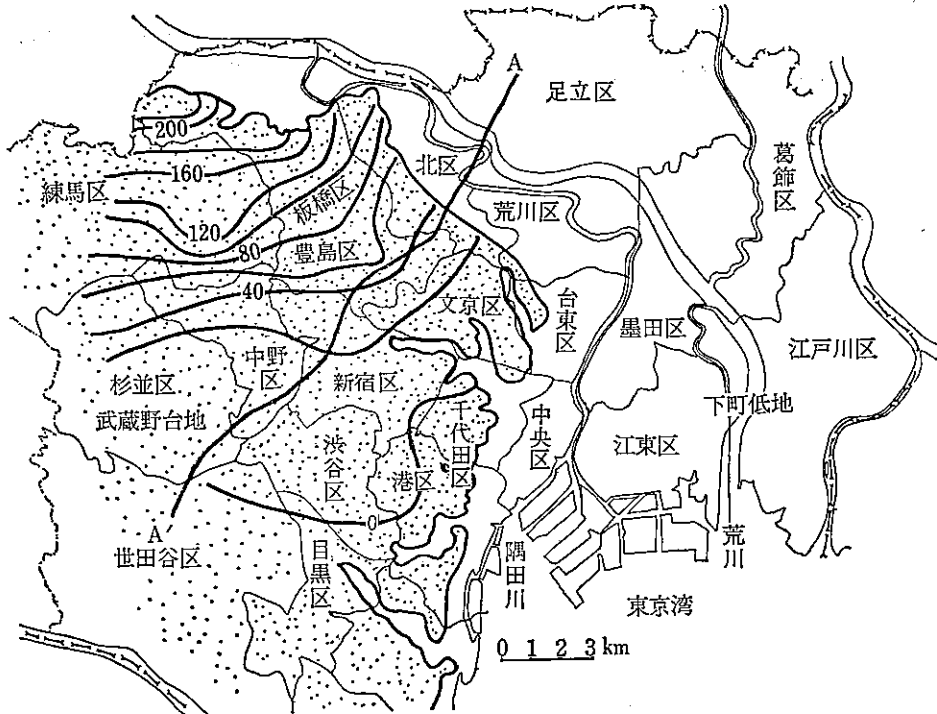 A
足立区
200
葛飾区
北区
160
練馬区
板橋区
荒川区
120
80
豊島区
40
文京区
台東区
墨田区
江戸川区
中野区
杉並区
新宿区
武蔵野台地
下町低地
千代田区
中央区
渋谷区
港区
江東区
0
A
世田谷区
目黒区
隅田川
荒川
東京湾
0 1 2 3 km